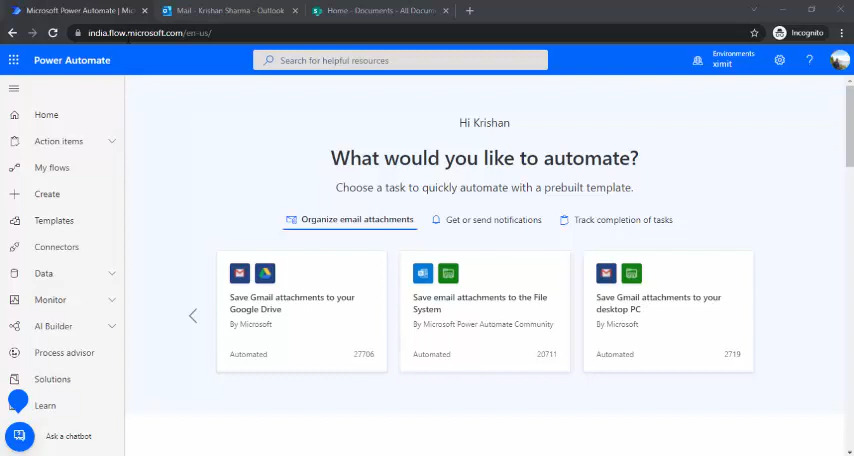 Microsoft Power Automate | Mic
Mail - Krishan Sharma - Outlook
Home - Documents - All Docum
india.flow.microsoft.com/en-us/
Incognito
Power Automate
Search for helpful resources
Environments
ximit
Home
Action items
My flows
Create
Templates
Connectors
Data
Monitor
AI Builder
Process advisor
Solutions
Learn
Ask a chatbot
Hi Krishan
What would you like to automate?
Choose a task to quickly automate with a prebuilt template.
Organize email attachments
Get or send notifications
Track completion of tasks
Save Gmail attachments to your
Google Drive
By Microsoft
Automated
27706
Save email attachments to the File
System
By Microsoft Power Automate Community
Automated
20711
Save Gmail attachments to your
desktop PC
By Microsoft
Automated
2719